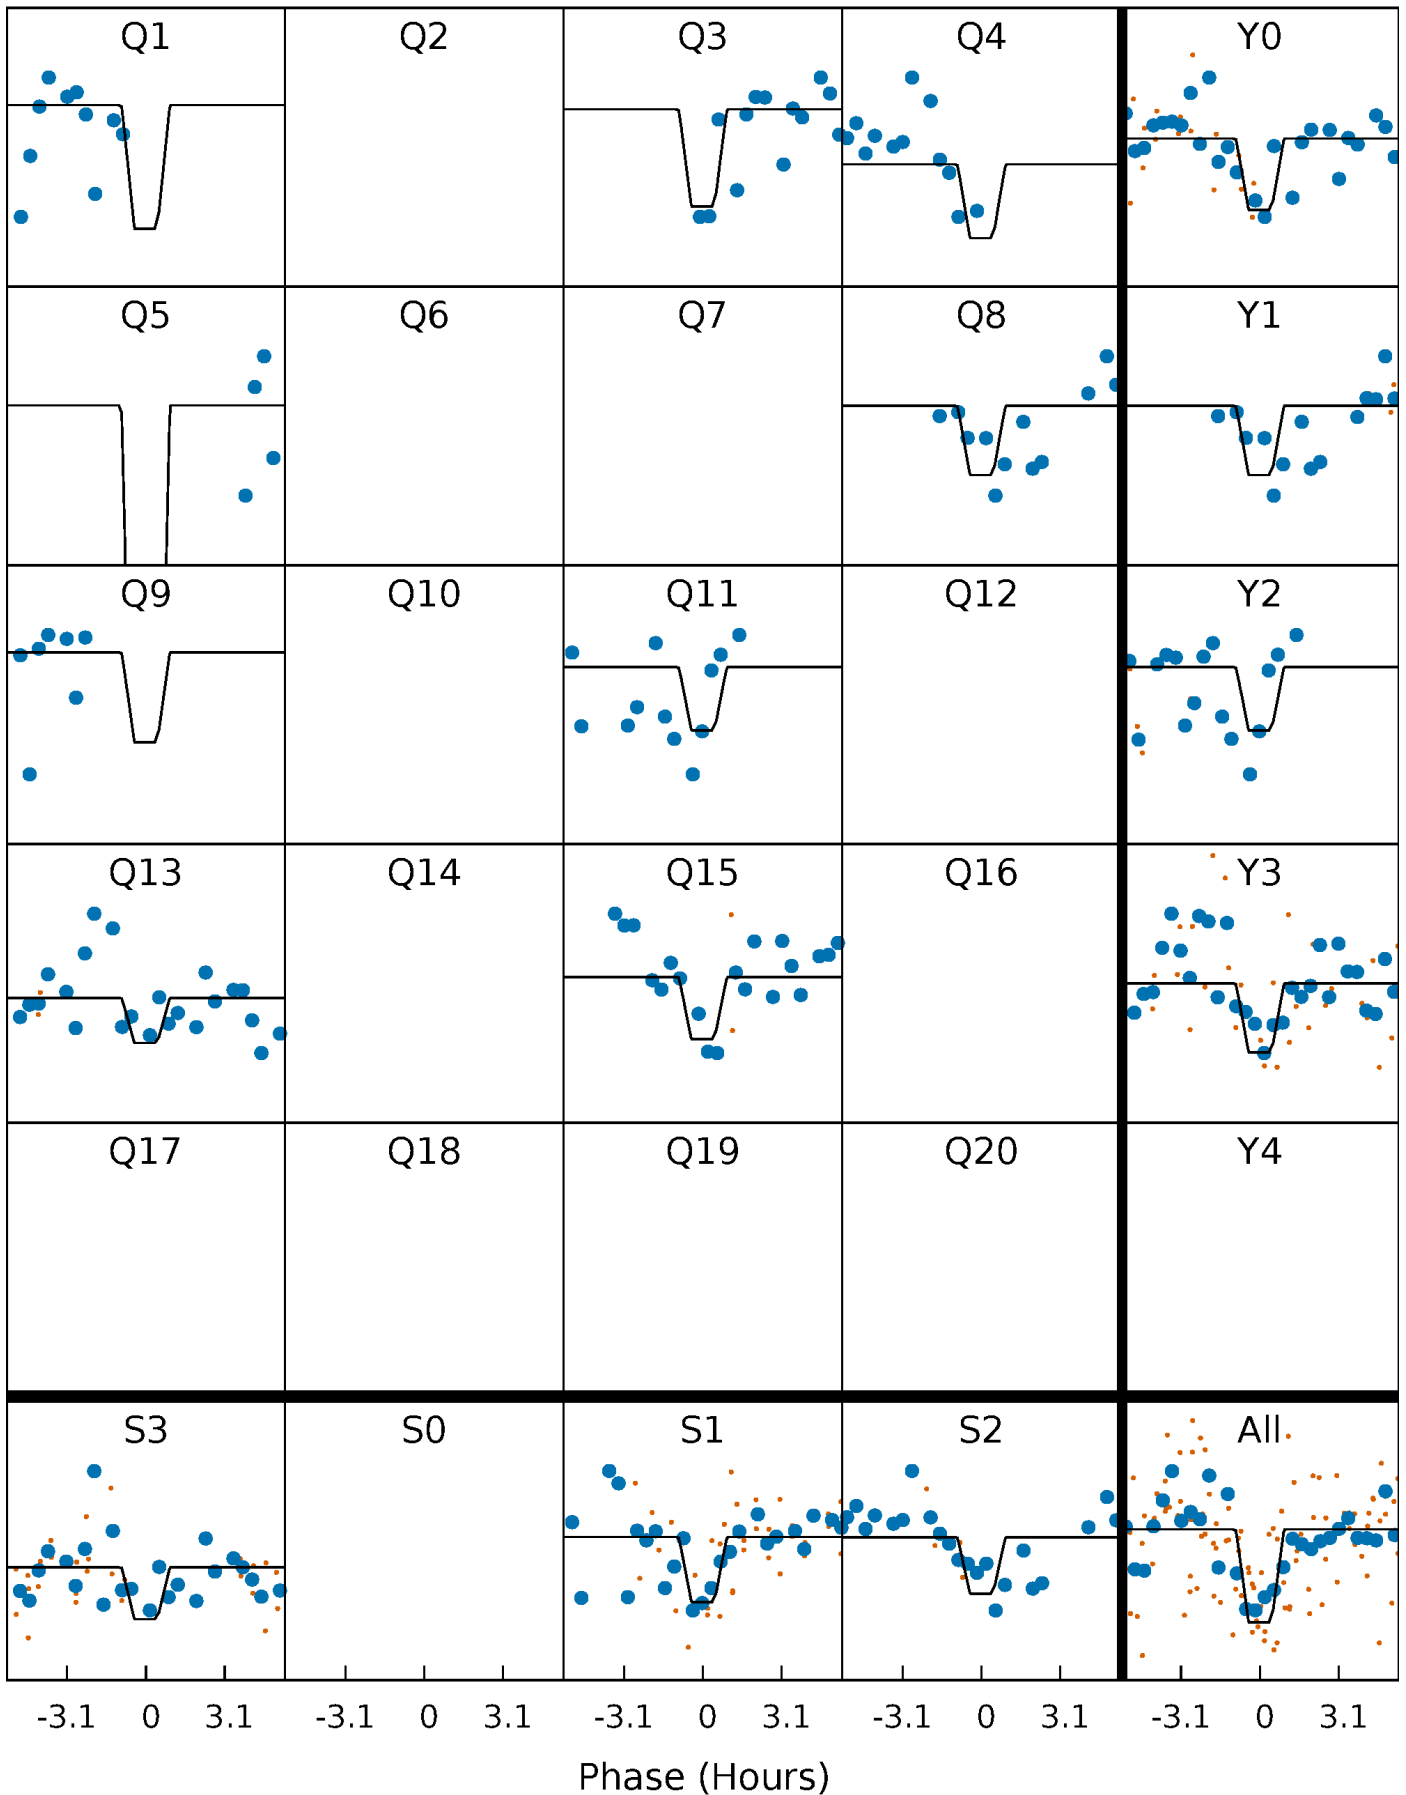 Q1 Q2 Q3 Q4 Y0
Q5 Q6 Q7 Q8 Y1
Q9 Q10 Q11 Q12 Y2
Q13 Q14 Q15 Q16 Y3
Q17 Q18 Q19 Q20 Y4
S3 S0 S1 S2 All
-3.1 0 3.1 -3.1 0 3.1 -3.1 0 3.1 -3.1 0 3.1 -3.1 0 3.1
Phase (Hours)